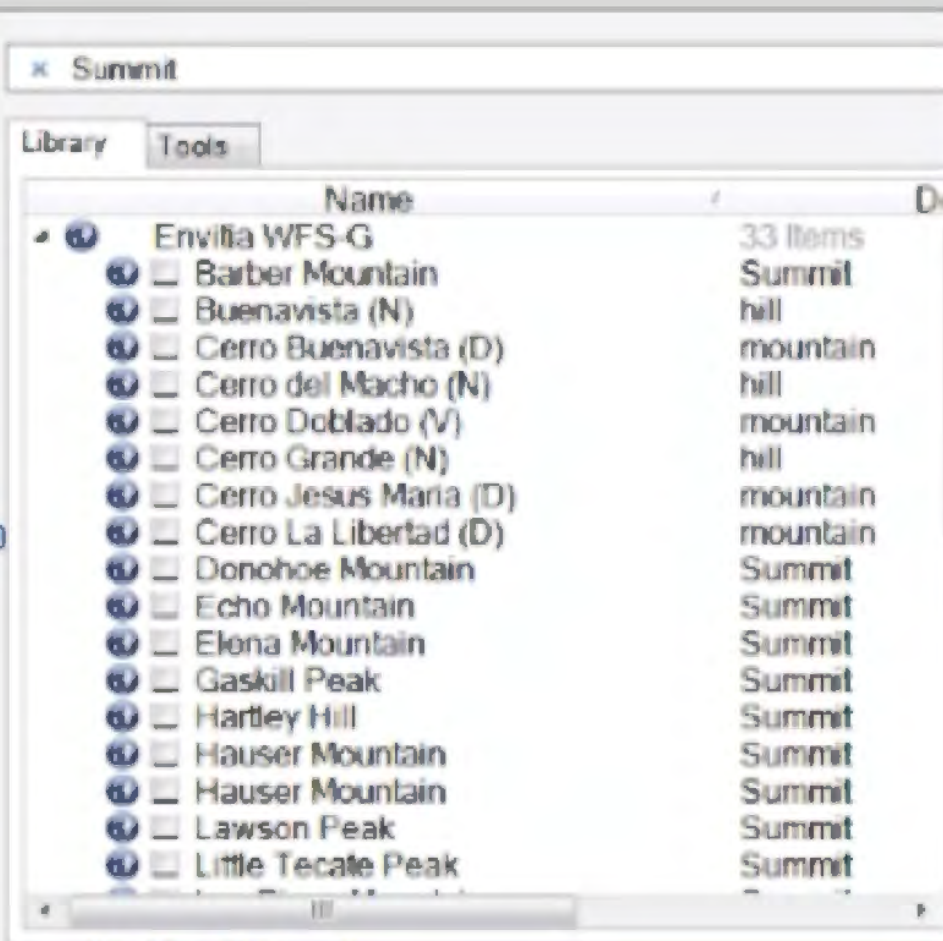 Summit
Library Tools
Name
Envitia WFS-G 33 Items
Barber Mountain Summit
Buenavista (N) hill
Cerro Buenavista (D) mountain
Cerro del Macho (N) hill
Cerro Doblado (V) mountain
Cerro Grande (N) hill
Cerro Jesus Maria (D) mountain
Cerro La Libertad (D) mountain
Donohoe Mountain Summit
Echo Mountain Summit
Elena Mountain Summit
Gaskill Peak Summit
Hartley Hill Summit
Hauser Mountain Summit
Hauser Mountain Summit
Lawson Peak Summit
Little Tecate Peak Summit